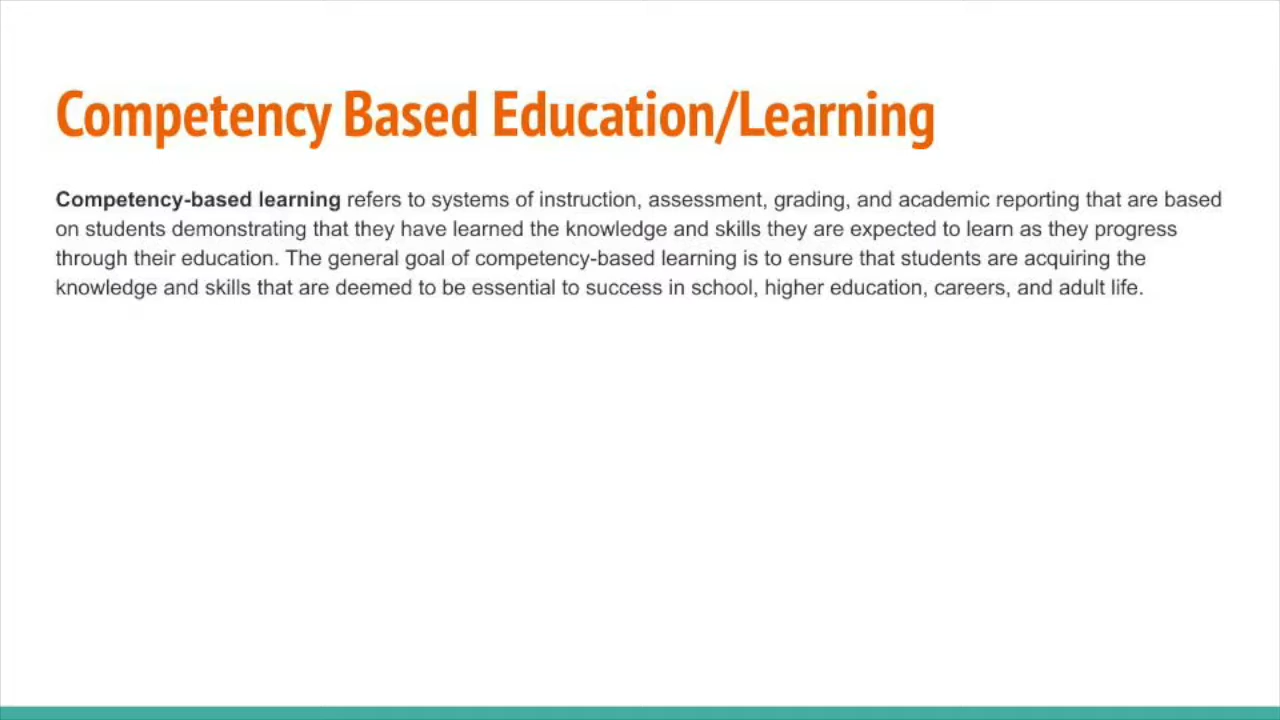 Competency Based Education/Learning
Competency-based learning refers to systems of instruction, assessment, grading, and academic reporting that are based
on students demonstrating that they have learned the knowledge and skills they are expected to learn as they progress
through their education. The general goal of competency-based learning is to ensure that students are acquiring the
knowledge and skills that are deemed to be essential to success in school, higher education, careers, and adult life.